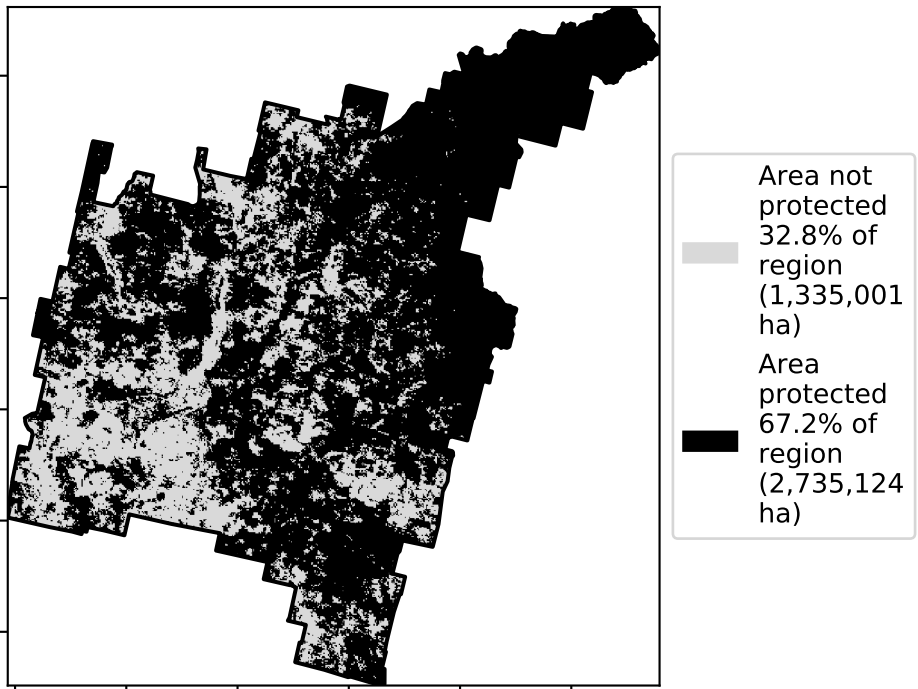 Area not
protected
32.8% of
region
(1,335,001
ha)
Area
protected
67.2% of
region
(2,735,124
ha)